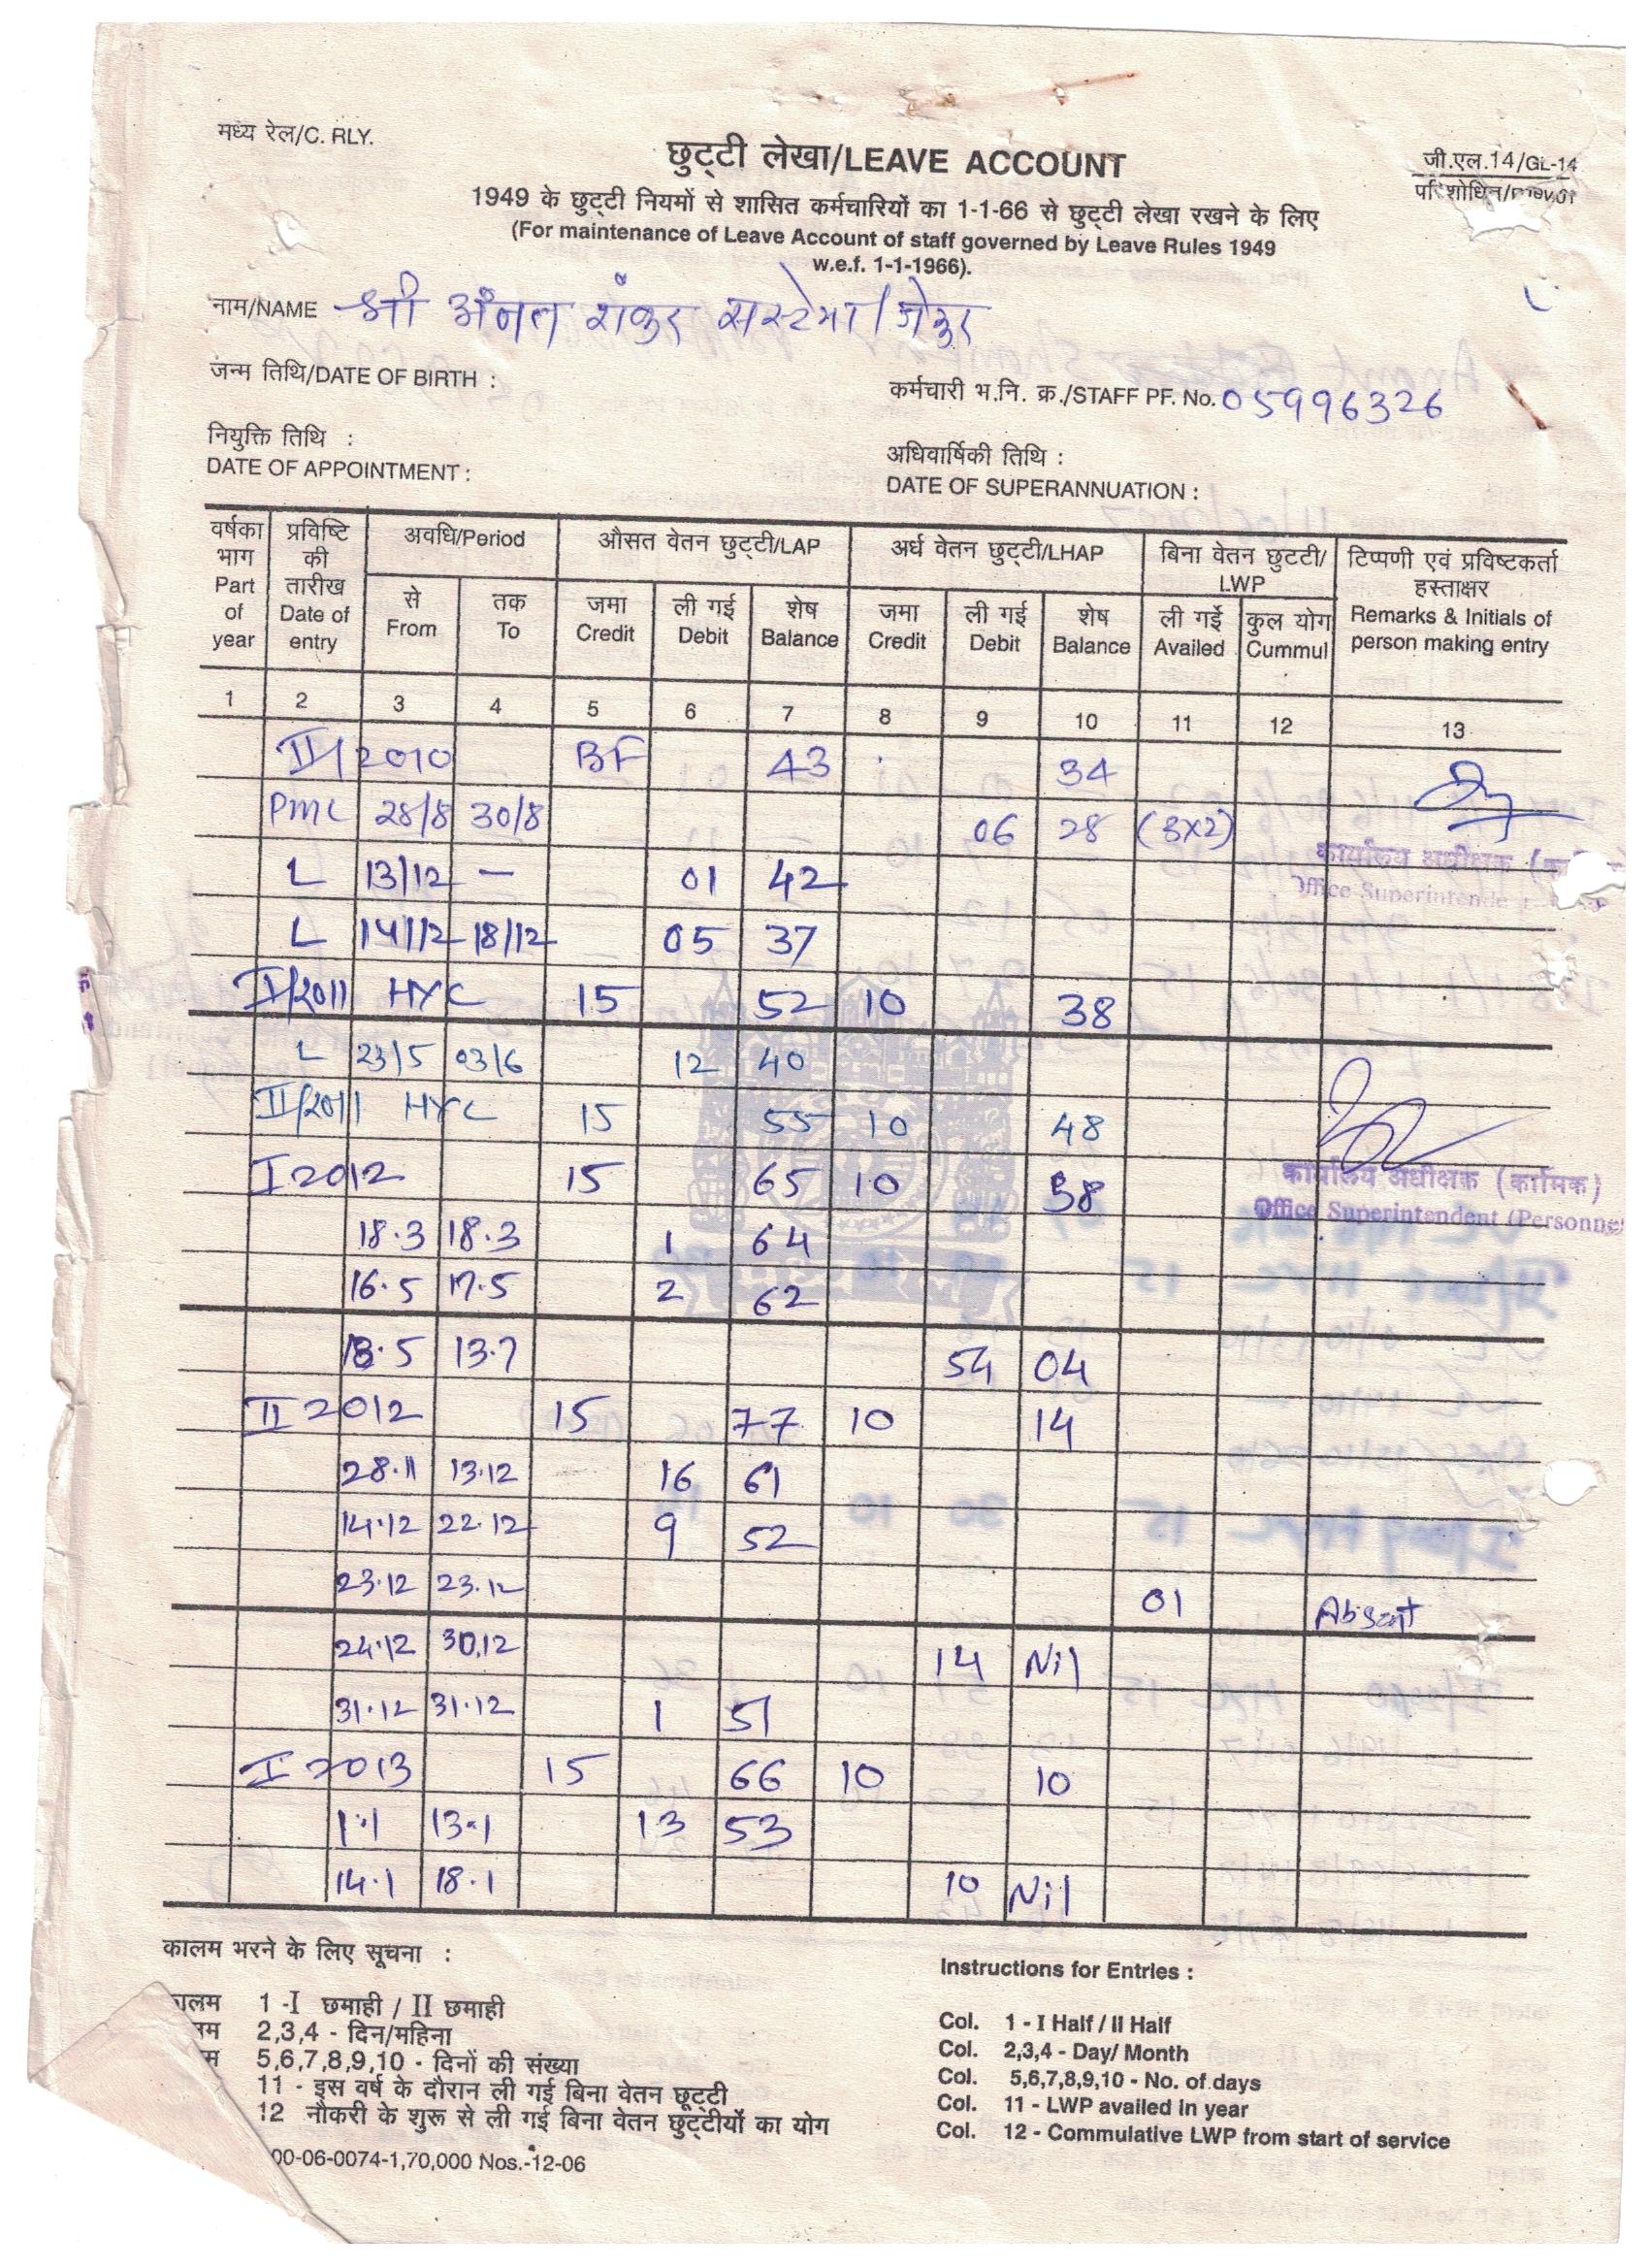 मध्य रेल/C. RLY.
छुट्टी लेखा/LEAVE ACCOUNT
जी.एल.14/GL-14
1949 के छुट्टी नियमों से शासित कर्मचारियों का 1-1-66 से छुट्टी लेखा रखने के लिए
(For maintenance of Leave Account of staff governed by Leave Rules 1949
w.e.f. 1-1-1966).
नाम/NAME श्री अंनत शंकर
जन्म तिथि/DATE OF BIRTH :
कर्मचारी भ.नि. क्र./STAFF PF. No. 05996326
नियुक्ति तिथि :
DATE OF APPOINTMENT :
अधिवार्षिकी तिथि :
DATE OF SUPERANNUATION :
वर्षका भाग Part of year प्रविष्टि की तारीख Date of entry अवधि/Period औसत वेतन छुट्टी/LAP अर्ध वेतन छुट्टी/LHAP बिना वेतन छुटटी/ LWP टिप्पणी एवं प्रविष्टकर्ता हस्ताक्षर Remarks & Initials of person making entry
से From तक To जमा Credit ली गई Debit शेष Balance जमा Credit ली गई Debit शेष Balance ली गई Availed कुल योग Cummul
1 2 3 4 5 6 7 8 9 10 11 12 13
II/2010 BF 43 34
PMC 28/8 30/8 06 28 (3x2)
कार्यालय अधीक्षक
Office Superintende
L 13/12 — 01 42
L 14/12 18/12 05 37
I/2011 HYC 15 52 10 38
L 23/5 03/6 12 40
II/2011 HYC 15 55 10 48
I 2012 15 65 10 58
कार्यालय अधीक्षक (कार्मिक)
Office Superintendent (Personne
18.3 18.3 1 64
16.5 17.5 2 62
18.5 13.7 54 04
II 2012 15 77 10 14
28.11 13.12 16 61
14.12 22.12 9 52
23.12 23.12 01 Absent
24.12 30.12 14 Nil
31.12 31.12 1 51
I 2013 15 66 10 10
1.1 13.1 13 53
14.1 18.1 10 Nil
कालम भरने के लिए सूचना :
Instructions for Entries :
1 -I छमाही / II छमाही
2,3,4 - दिन/महिना
5,6,7,8,9,10 - दिनों की संख्या
11 - इस वर्ष के दौरान ली गई बिना वेतन छूट्टी
12 नौकरी के शुरू से ली गई बिना वेतन छुट्टीयों का योग
Col. 1 - I Half / II Half
Col. 2,3,4 - Day/ Month
Col. 5,6,7,8,9,10 - No. of days
Col. 11 - LWP availed in year
Col. 12 - Commulative LWP from start of service
00-06-0074-1,70,000 Nos.-12-06